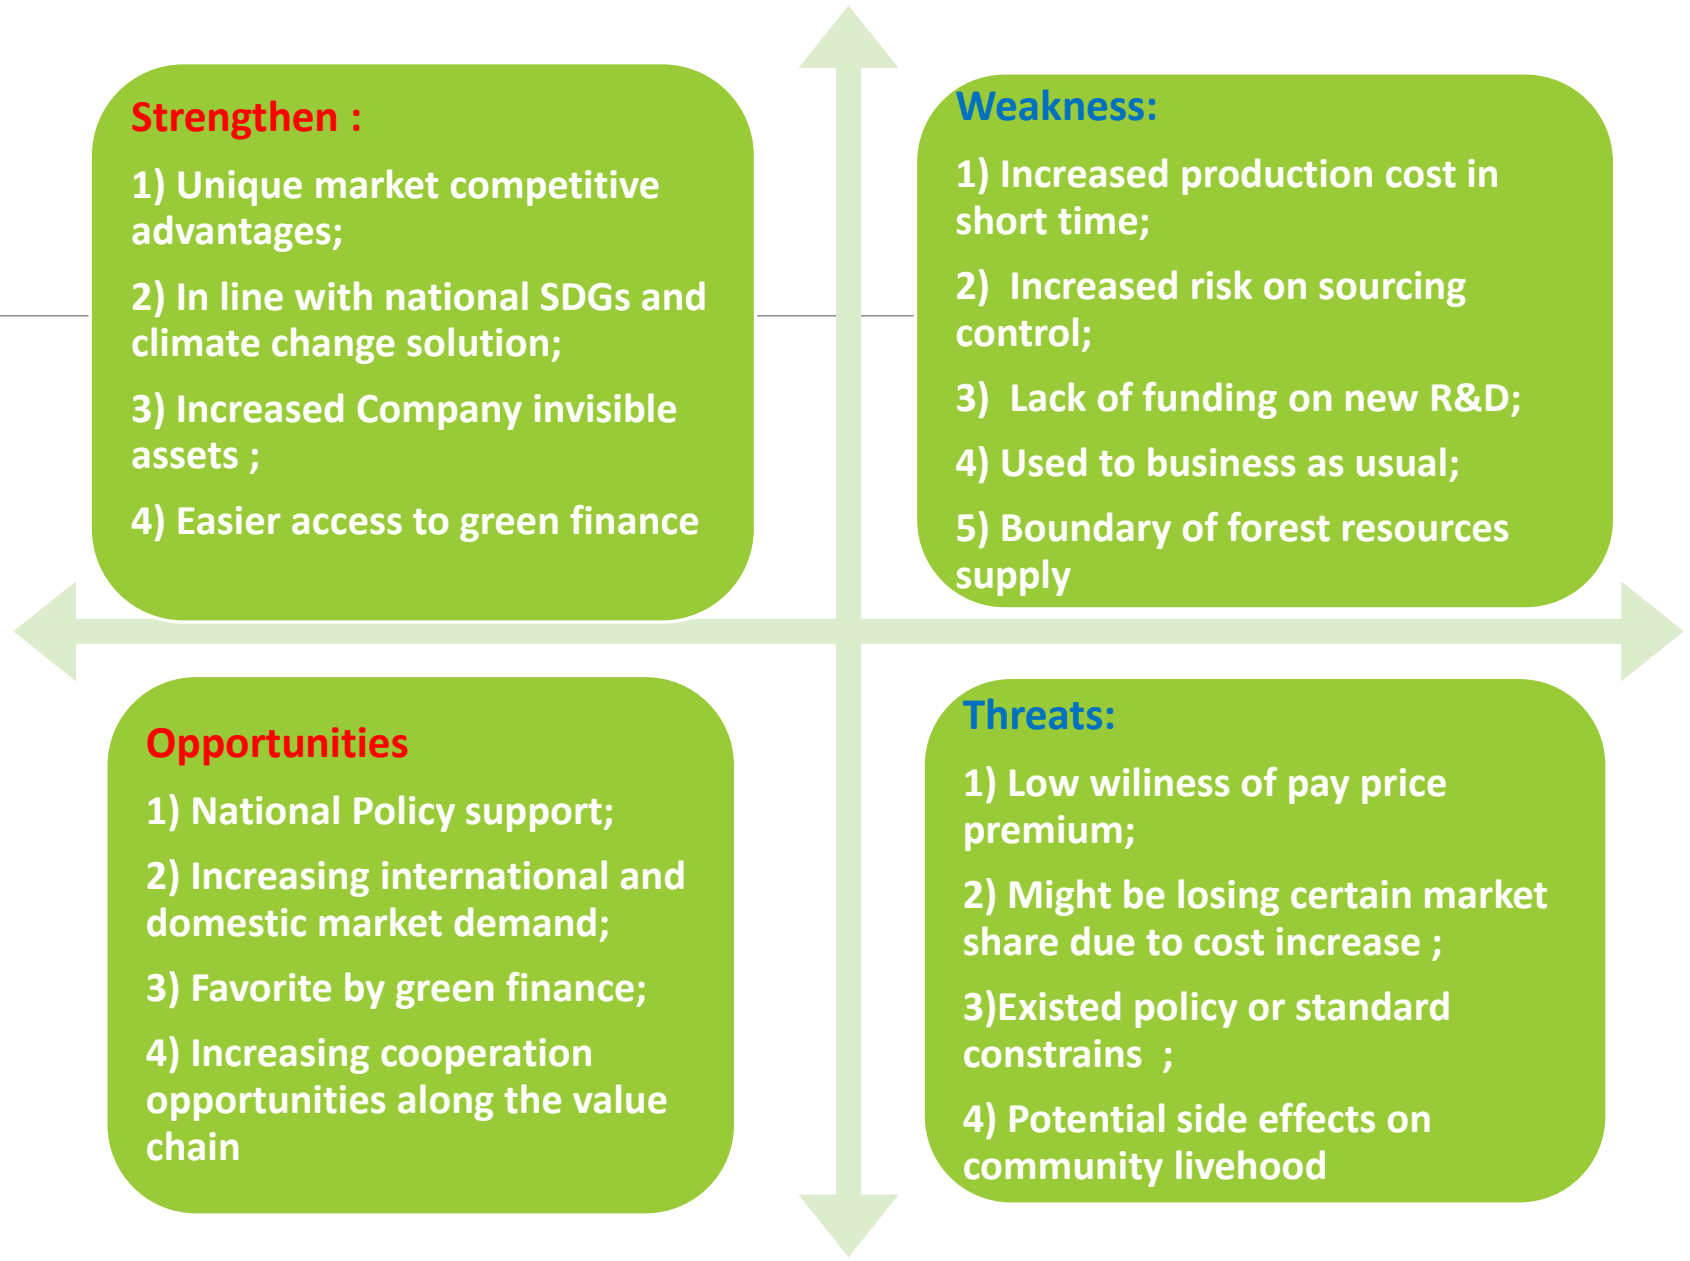 Strengthen :
1) Unique market competitive
advantages;
2) In line with national SDGs and
climate change solution;
3) Increased Company invisible
assets ;
4) Easier access to green finance
Weakness:
1) Increased production cost in
short time;
2)  Increased risk on sourcing
control;
3)  Lack of funding on new R&D;
4) Used to business as usual;
5) Boundary of forest resources
supply
Opportunities
1) National Policy support;
2) Increasing international and
domestic market demand;
3) Favorite by green finance;
4) Increasing cooperation
opportunities along the value
chain
Threats:
1) Low wiliness of pay price
premium;
2) Might be losing certain market
share due to cost increase ;
3)Existed policy or standard
constrains  ;
4) Potential side effects on
community livehood